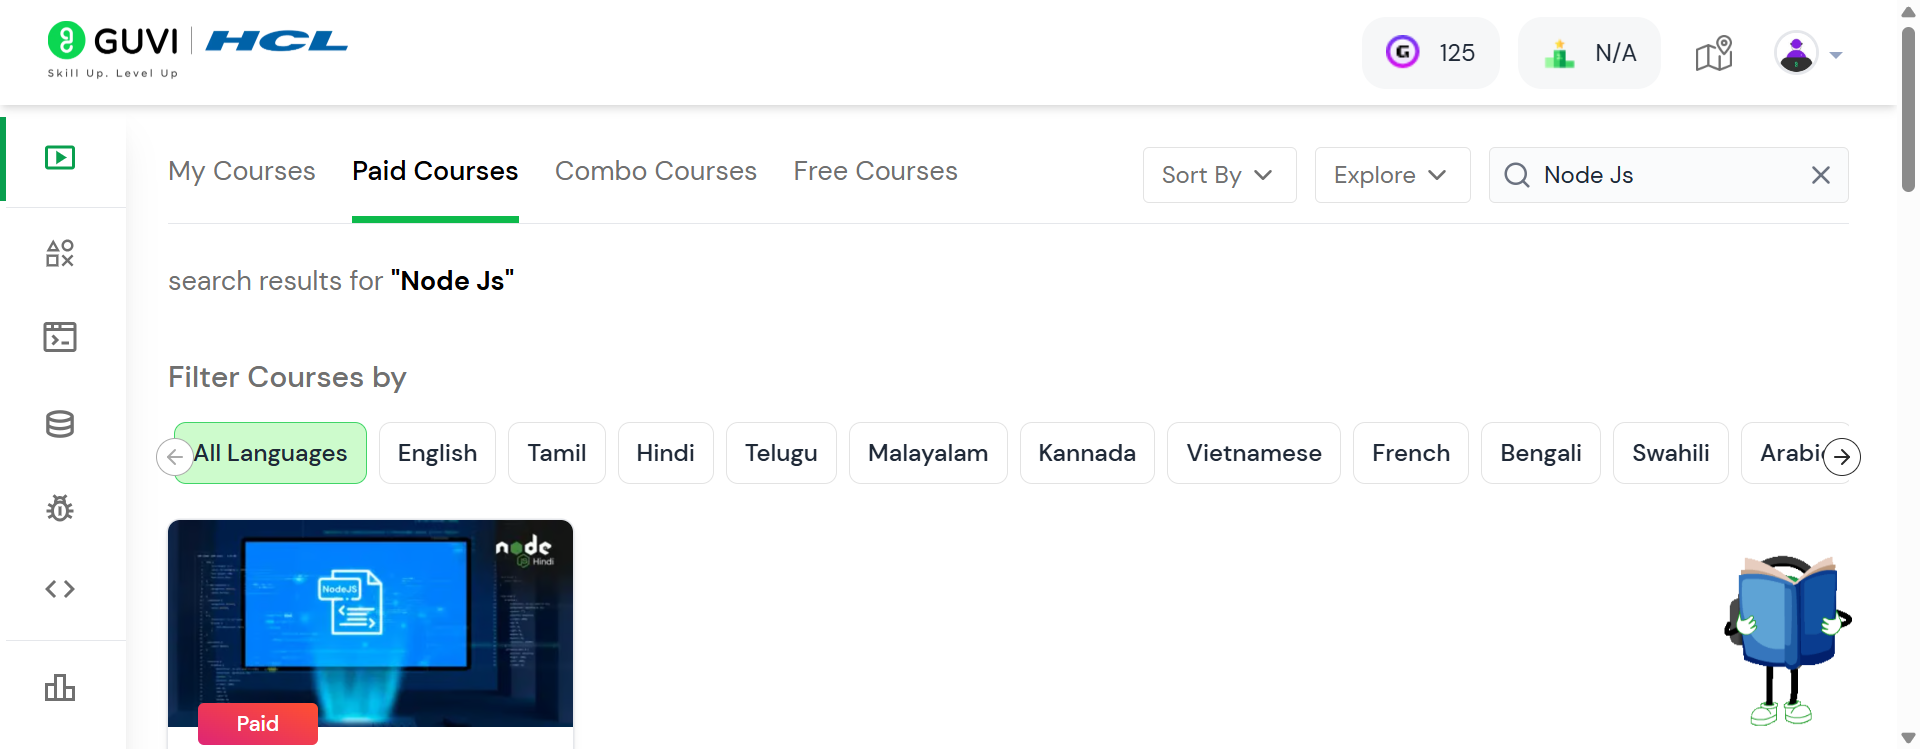 GUVI HCL
Skill Up. Level Up
G 125
N/A
My Courses Paid Courses Combo Courses Free Courses
Sort By Explore Node Js
search results for "Node Js"
Filter Courses by
All Languages English Tamil Hindi Telugu Malayalam Kannada Vietnamese French Bengali Swahili Arabi
node
JS Hindi
NodeJS
Paid